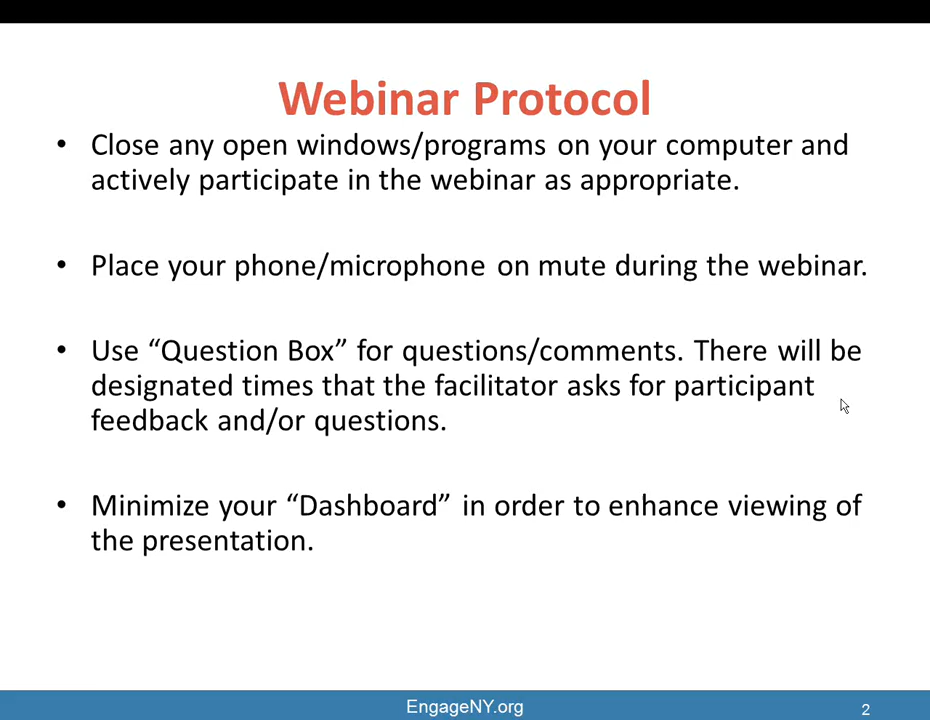 Webinar Protocol
• Close any open windows/programs on your computer and
actively participate in the webinar as appropriate.
• Place your phone/microphone on mute during the webinar.
• Use “Question Box” for questions/comments. There will be
designated times that the facilitator asks for participant
feedback and/or questions.
• Minimize your “Dashboard” in order to enhance viewing of
the presentation.
EngageNY.org
2